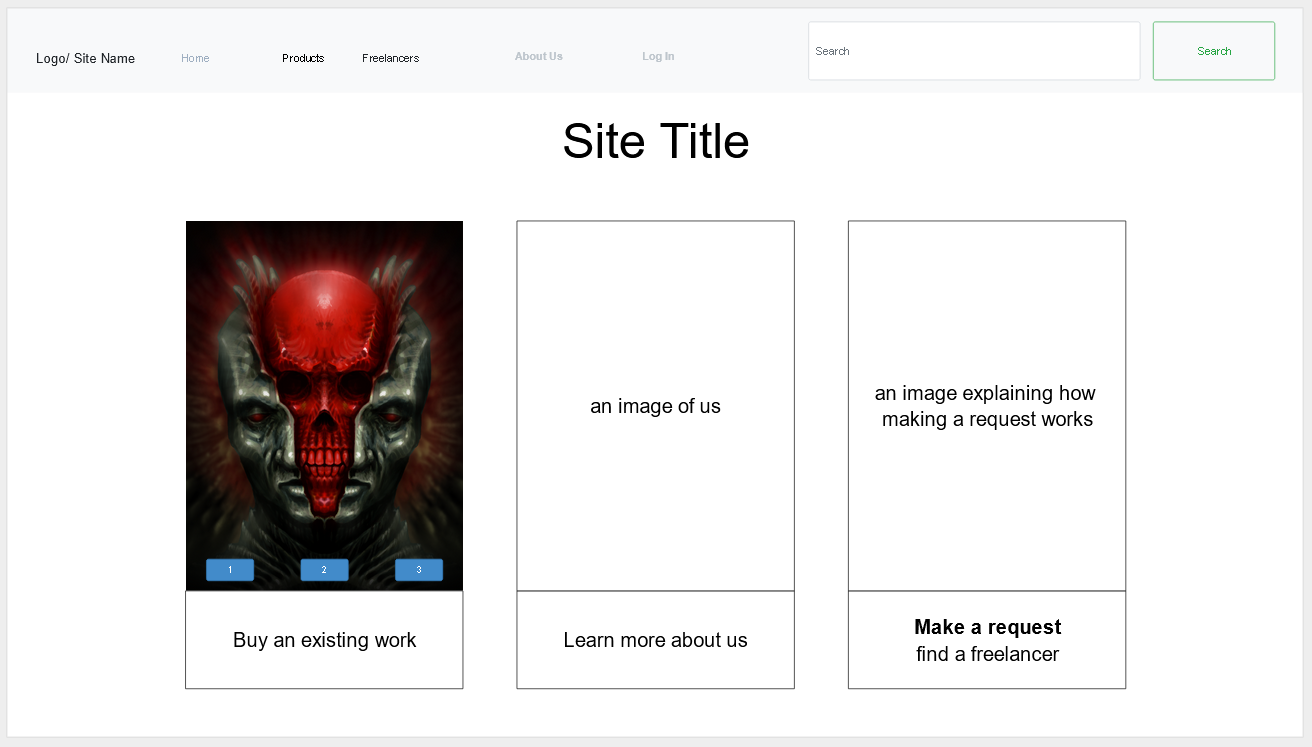 Logo/ Site Name
Home
Products
Freelancers
About Us
Log In
Search
Search
Site Title
1
2
3
an image of us
an image explaining how
making a request works
Buy an existing work
Learn more about us
Make a request
find a freelancer